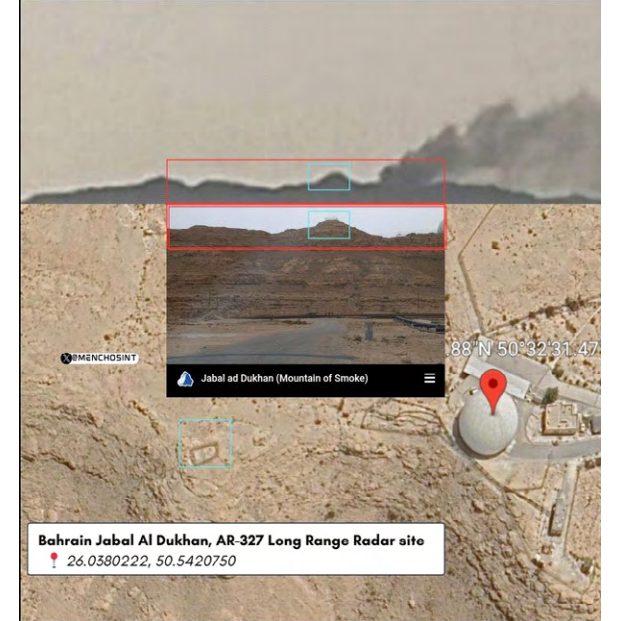 .88"N 50°32'31.47
X@MENCHOSINT
Jabal ad Dukhan (Mountain of Smoke)
Bahrain Jabal Al Dukhan, AR-327 Long Range Radar site
26.0380222, 50.5420750